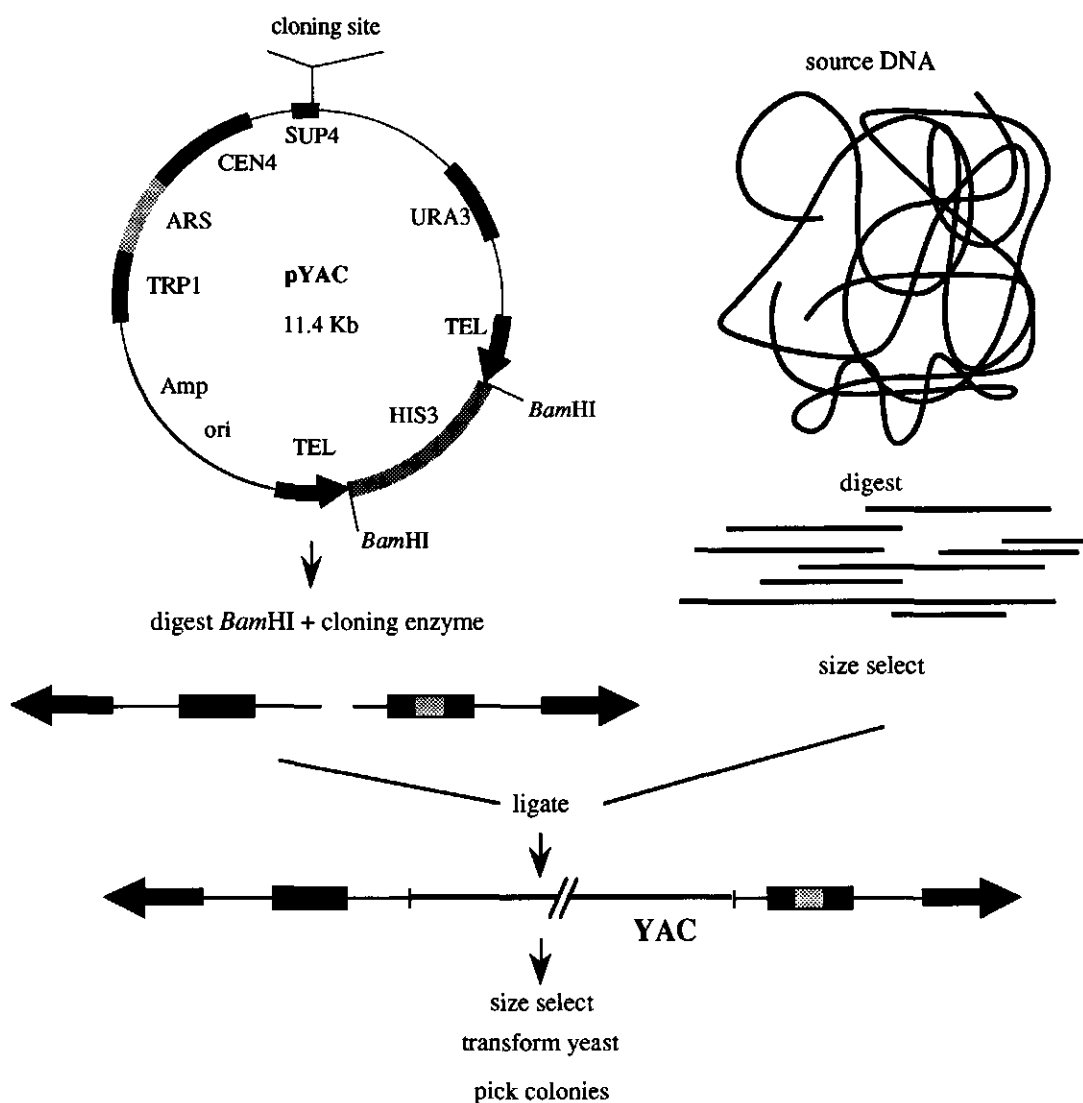 cloning site
SUP4
CEN4
ARS
TRP1
URA3
pYAC
11.4 Kb
TEL
Amp
ori
HIS3
TEL
BamHI
BamHI
digest BamHI + cloning enzyme
source DNA
digest
size select
ligate
YAC
size select
transform yeast
pick colonies